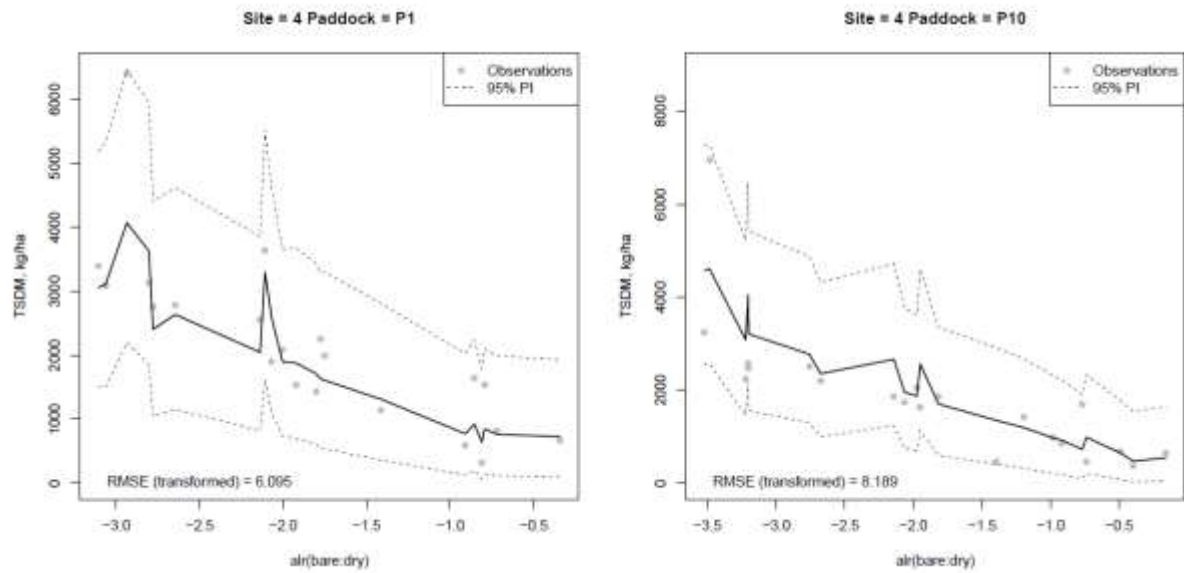 Site = 4 Paddock = P1
Observations
95% PI
TSDM, kg/ha
6000
5000
4000
3000
2000
1000
0
RMSE (transformed) = 6.095
−3.0 −2.5 −2.0 −1.5 −1.0 −0.5
alr(bare:dry)
Site = 4 Paddock = P10
Observations
95% PI
TSDM, kg/ha
8000
6000
4000
2000
0
RMSE (transformed) = 8.189
−3.5 −3.0 −2.5 −2.0 −1.5 −1.0 −0.5
alr(bare:dry)